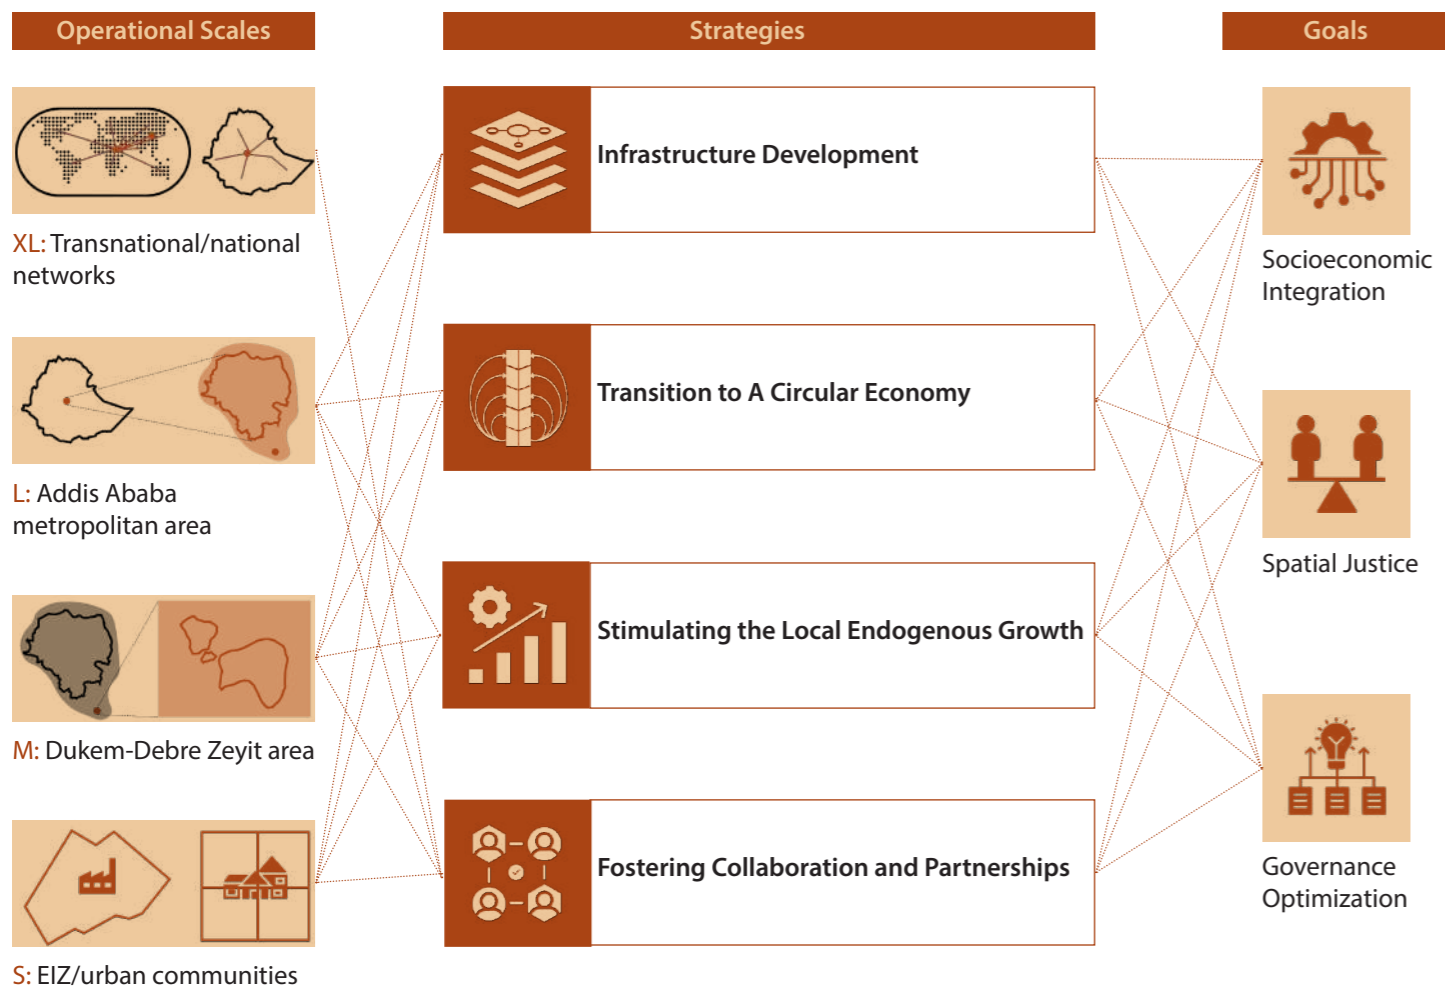 Operational Scales
Strategies
Goals
XL: Transnational/national
networks
L: Addis Ababa
metropolitan area
M: Dukem-Debre Zeyit area
S: EIZ/urban communities
Infrastructure Development
Transition to A Circular Economy
Stimulating the Local Endogenous Growth
Fostering Collaboration and Partnerships
Socioeconomic
Integration
Spatial Justice
Governance
Optimization